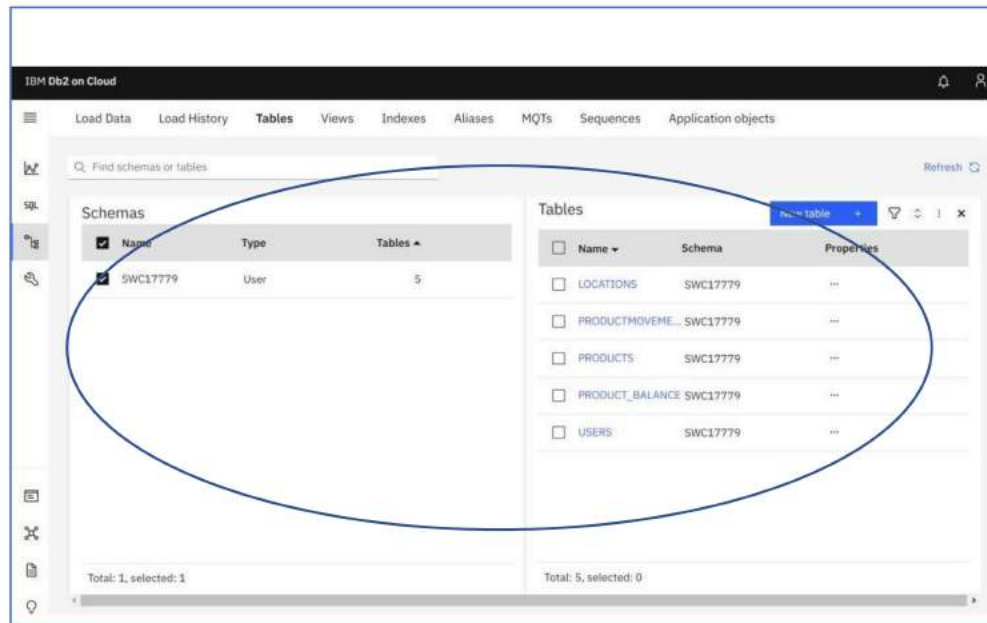 IBM Db2 on Cloud
Load Data Load History Tables Views Indexes Aliases MQTs Sequences Application objects
Find schemas or tables
Refresh
SQL
Schemas
Name Type Tables
SWC17779 User 5
Total: 1, selected: 1
Tables
New table +
Name Schema Properties
LOCATIONS SWC17779 ...
PRODUCTMOVEME... SWC17779 ...
PRODUCTS SWC17779 ...
PRODUCT_BALANCE SWC17779 ...
USERS SWC17779 ...
Total: 5, selected: 0